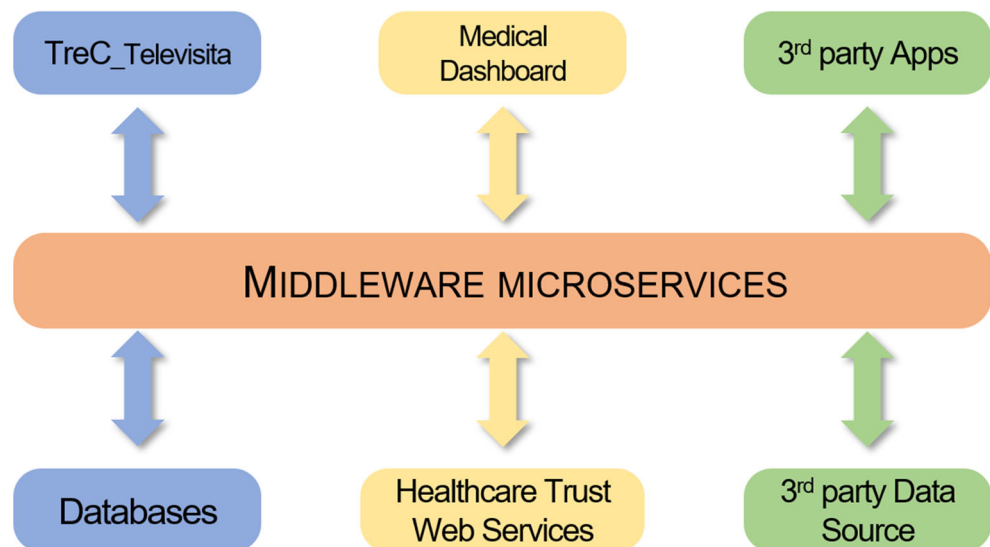 TreC_Televisita
Medical
Dashboard
3rd party Apps
MIDDLEWARE MICROSERVICES
Databases
Healthcare Trust
Web Services
3rd party Data
Source